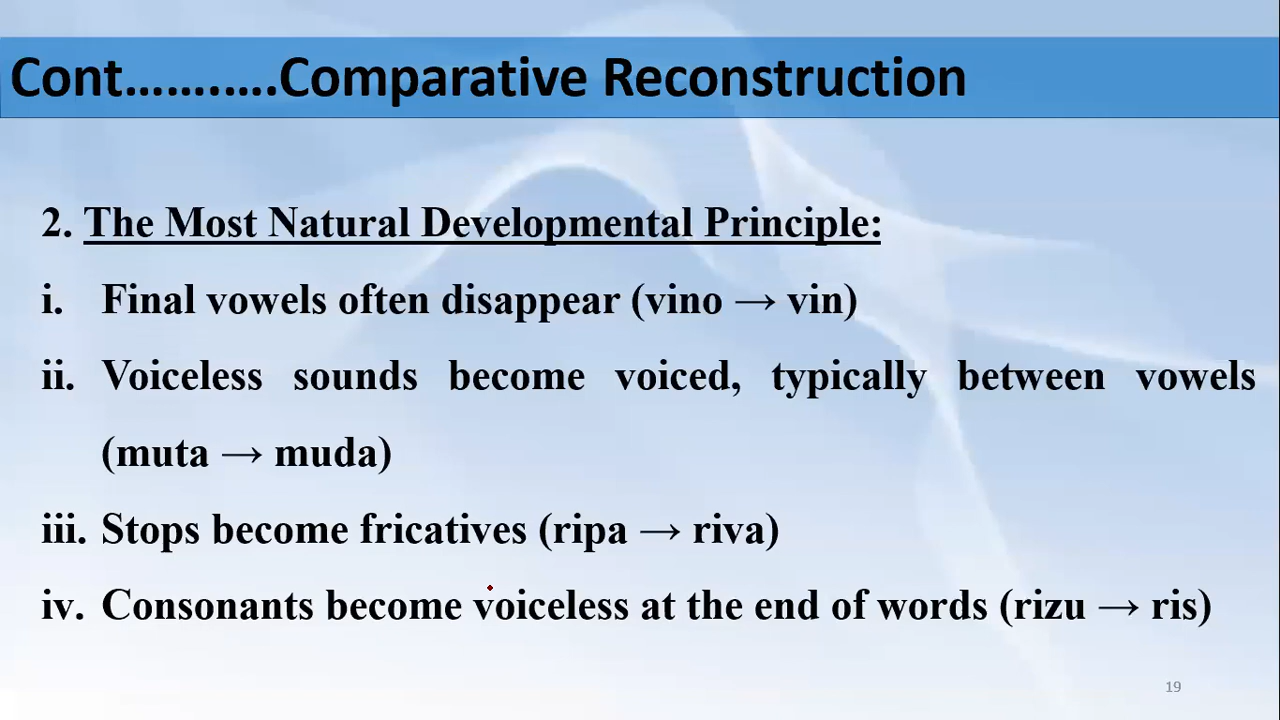 Cont…….….Comparative Reconstruction
2. The Most Natural Developmental Principle:
i. Final vowels often disappear (vino → vin)
ii. Voiceless sounds become voiced, typically between vowels
(muta → muda)
iii. Stops become fricatives (ripa → riva)
iv. Consonants become voiceless at the end of words (rizu → ris)
19